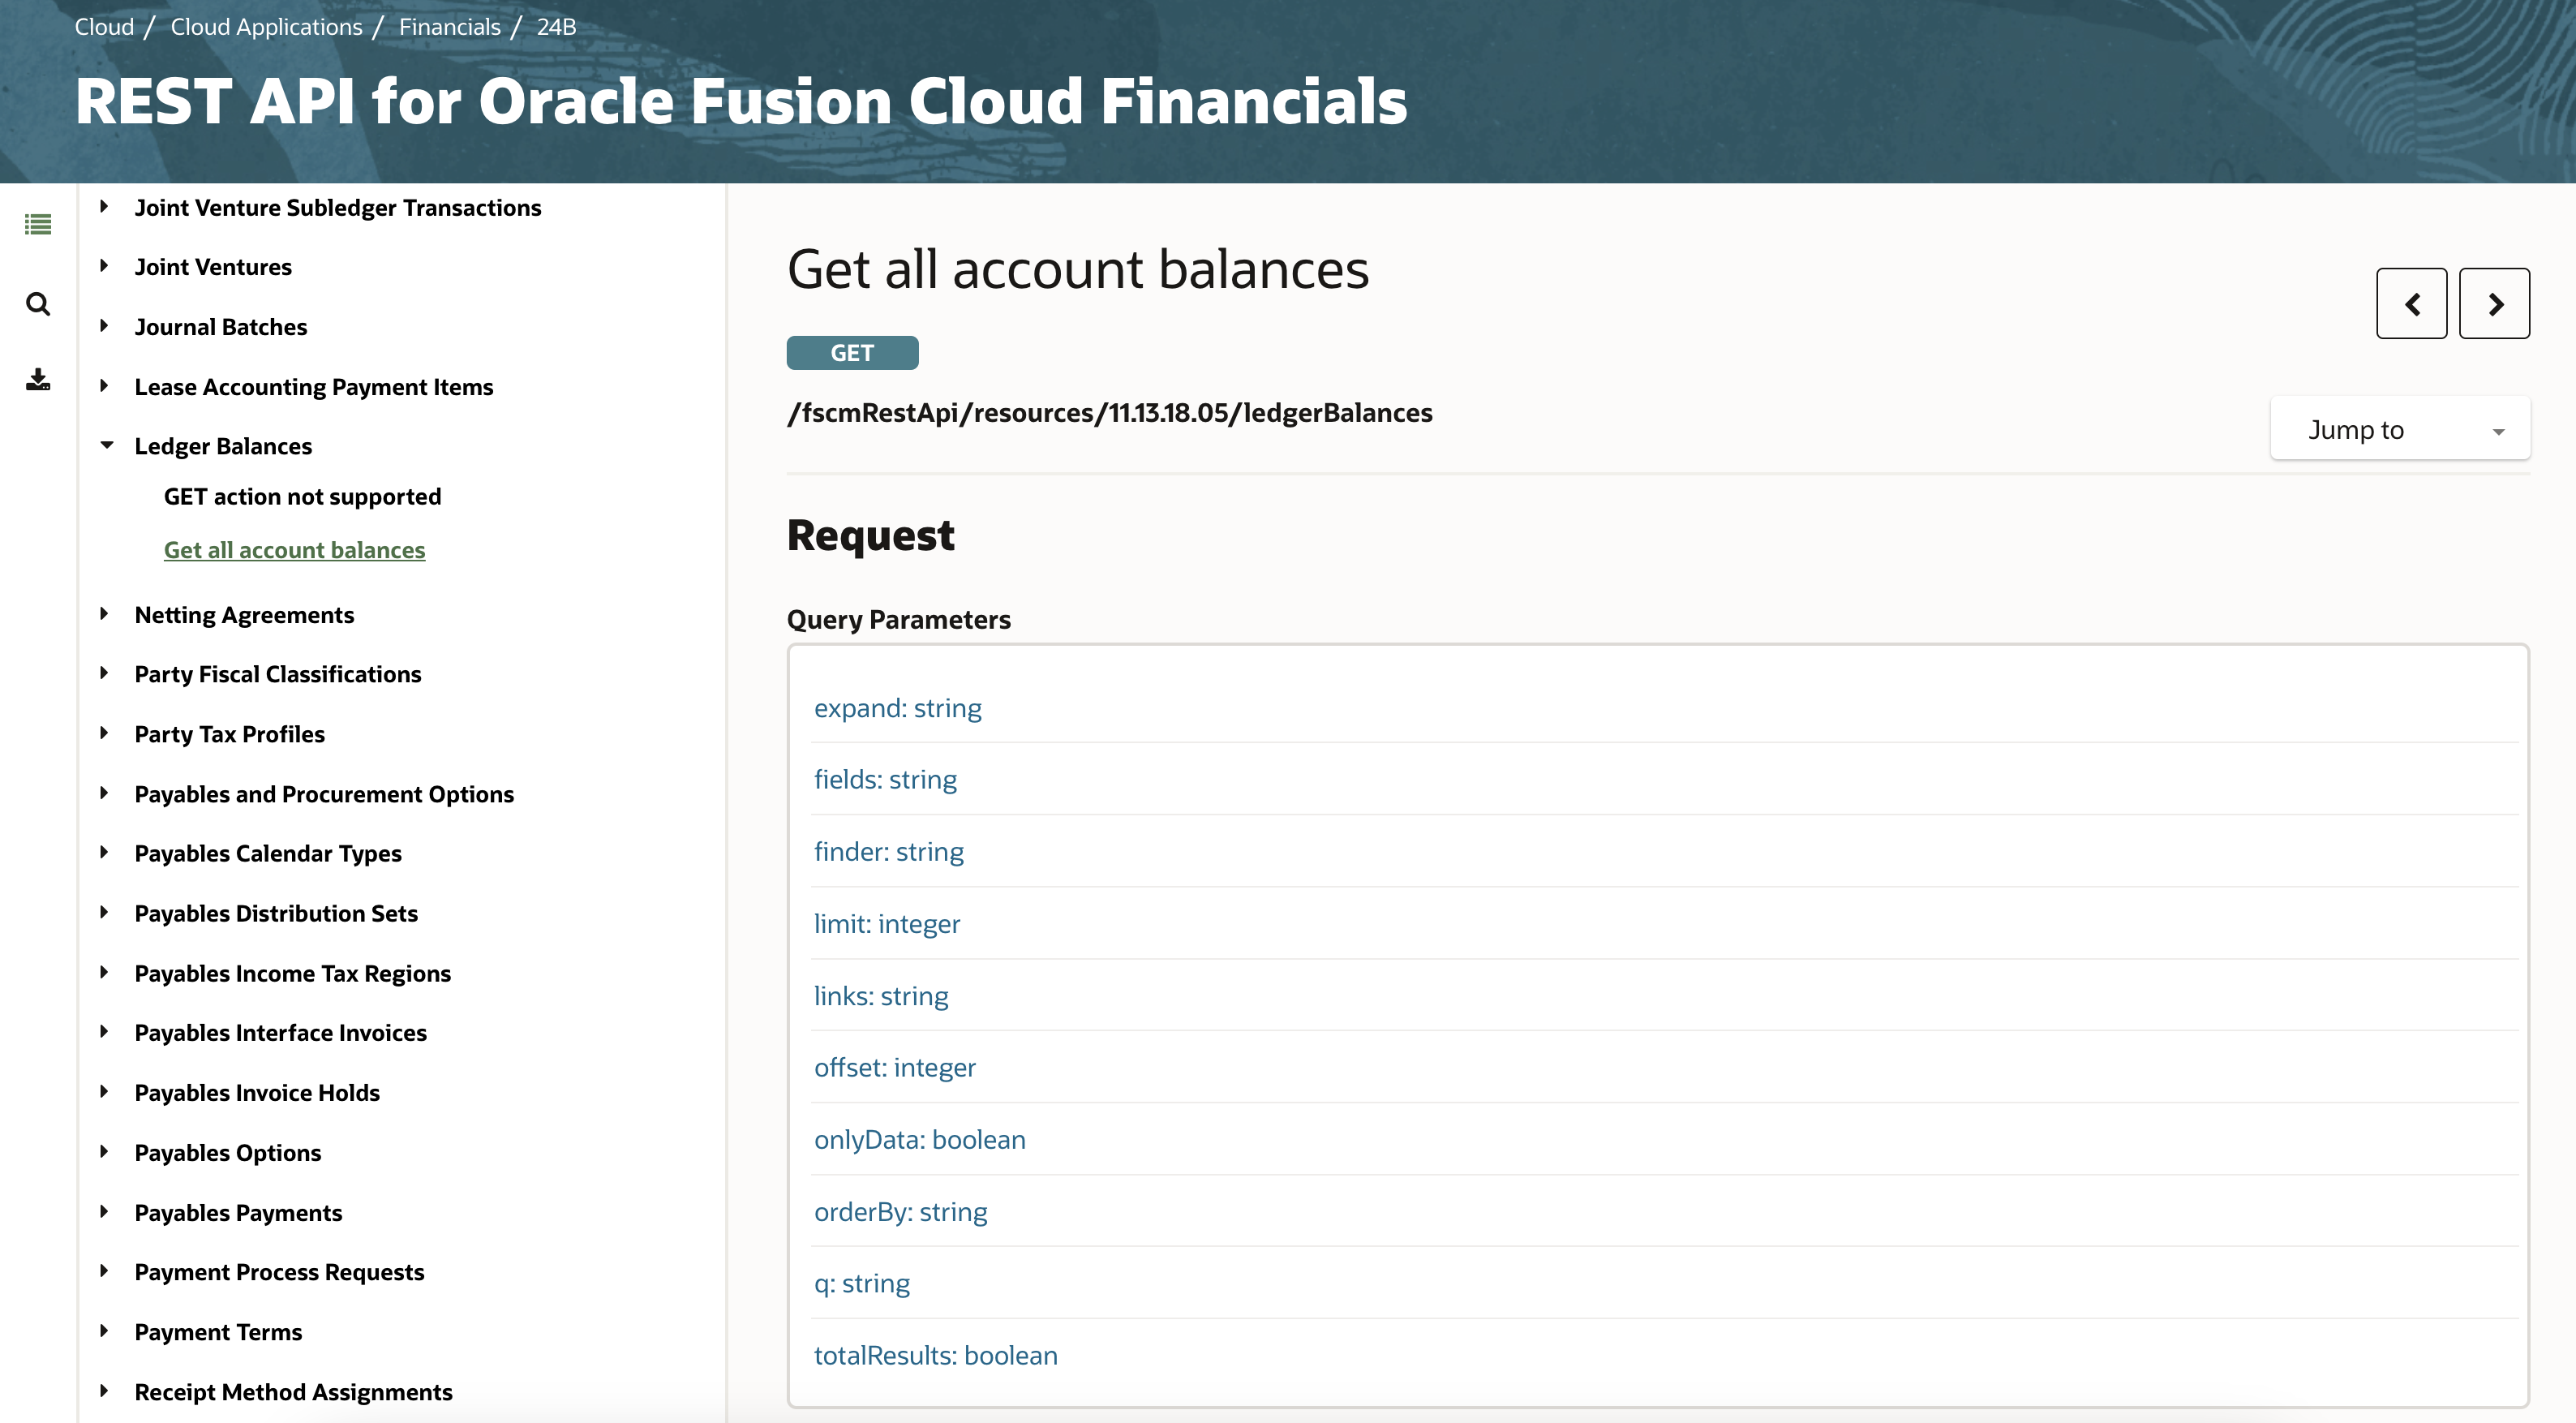 Cloud / Cloud Applications / Financials / 24B
REST API for Oracle Fusion Cloud Financials
Joint Venture Subledger Transactions
Joint Ventures
Journal Batches
Lease Accounting Payment Items
Ledger Balances
GET action not supported
Get all account balances
Netting Agreements
Party Fiscal Classifications
Party Tax Profiles
Payables and Procurement Options
Payables Calendar Types
Payables Distribution Sets
Payables Income Tax Regions
Payables Interface Invoices
Payables Invoice Holds
Payables Options
Payables Payments
Payment Process Requests
Payment Terms
Receipt Method Assignments
Get all account balances
GET
/fscmRestApi/resources/11.13.18.05/ledgerBalances
Jump to
Request
Query Parameters
expand: string
fields: string
finder: string
limit: integer
links: string
offset: integer
onlyData: boolean
orderBy: string
q: string
totalResults: boolean